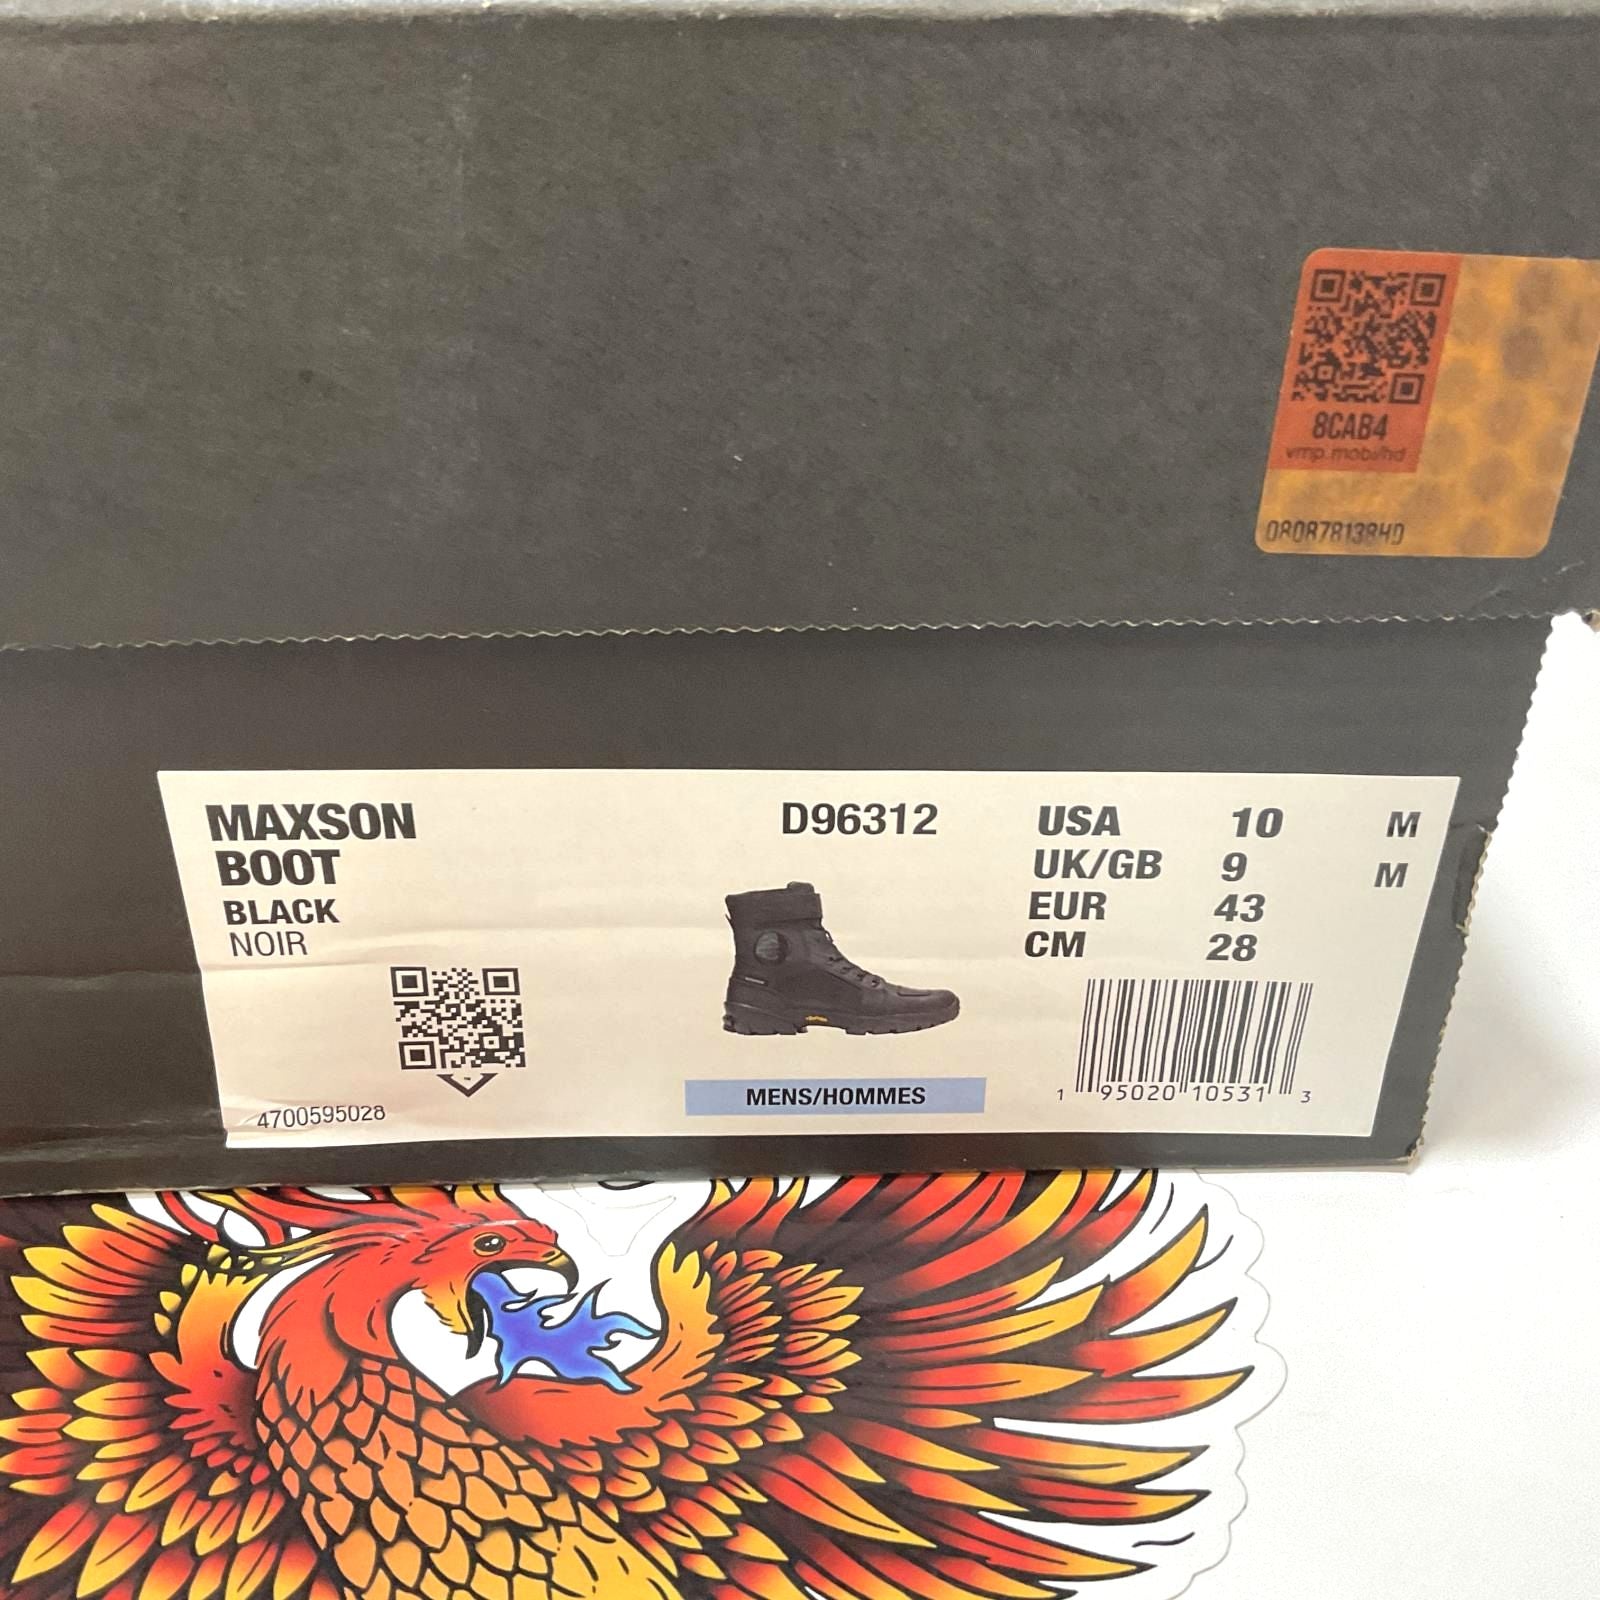 8CAB4
vmp.mobi/hd
080878138HD
MAXSON
BOOT
BLACK
NOIR
4700595028
D96312
MENS/HOMMES
USA 10 M
UK/GB 9 M
EUR 43
CM 28
1 95020 10531 3